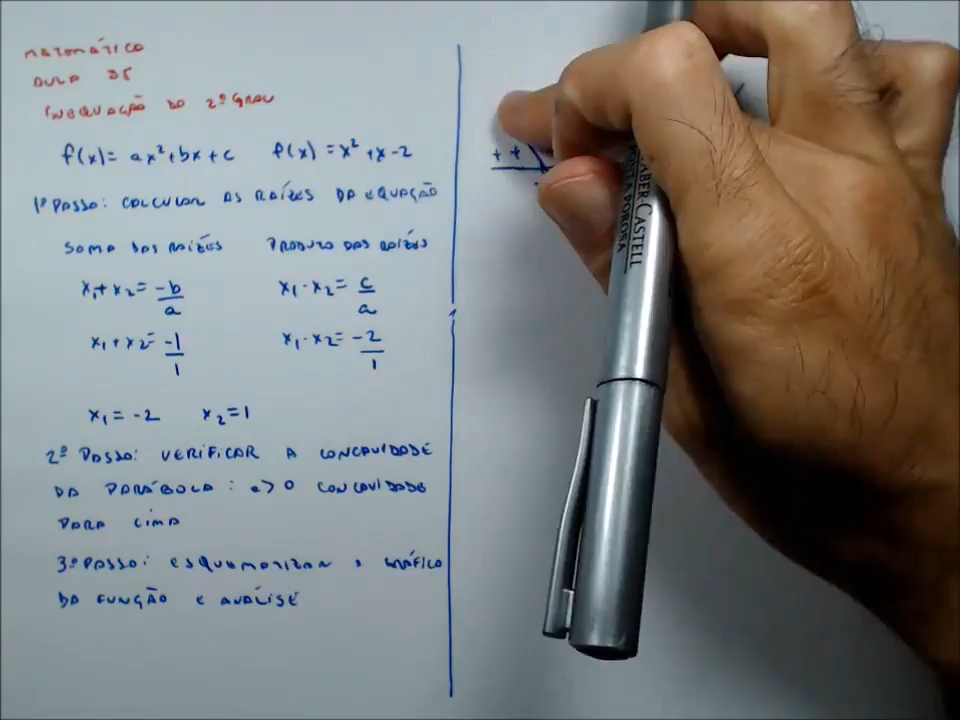 MATEMÁTICA
AULA 35
INEQUAÇÃO DO 2º GRAU
f(x)= ax²+bx+c f(x)= x²+x-2
1º PASSO: CALCULAR AS RAÍZES DA EQUAÇÃO
SOMA DAS RAÍZES PRODUTO DAS RAÍZES
x₁+x₂= -b/a x₁·x₂= c/a
x₁+x₂= -1/1 x₁·x₂= -2/1
x₁= -2 x₂=1
2º PASSO: VERIFICAR A CONCAVIDADE
DA PARÁBOLA: a>0 CONCAVIDADE
PARA CIMA
3º PASSO: ESQUEMATIZAR O GRÁFICO
DA FUNÇÃO E ANÁLISE
+ +
FABER-CASTELL
POROSA